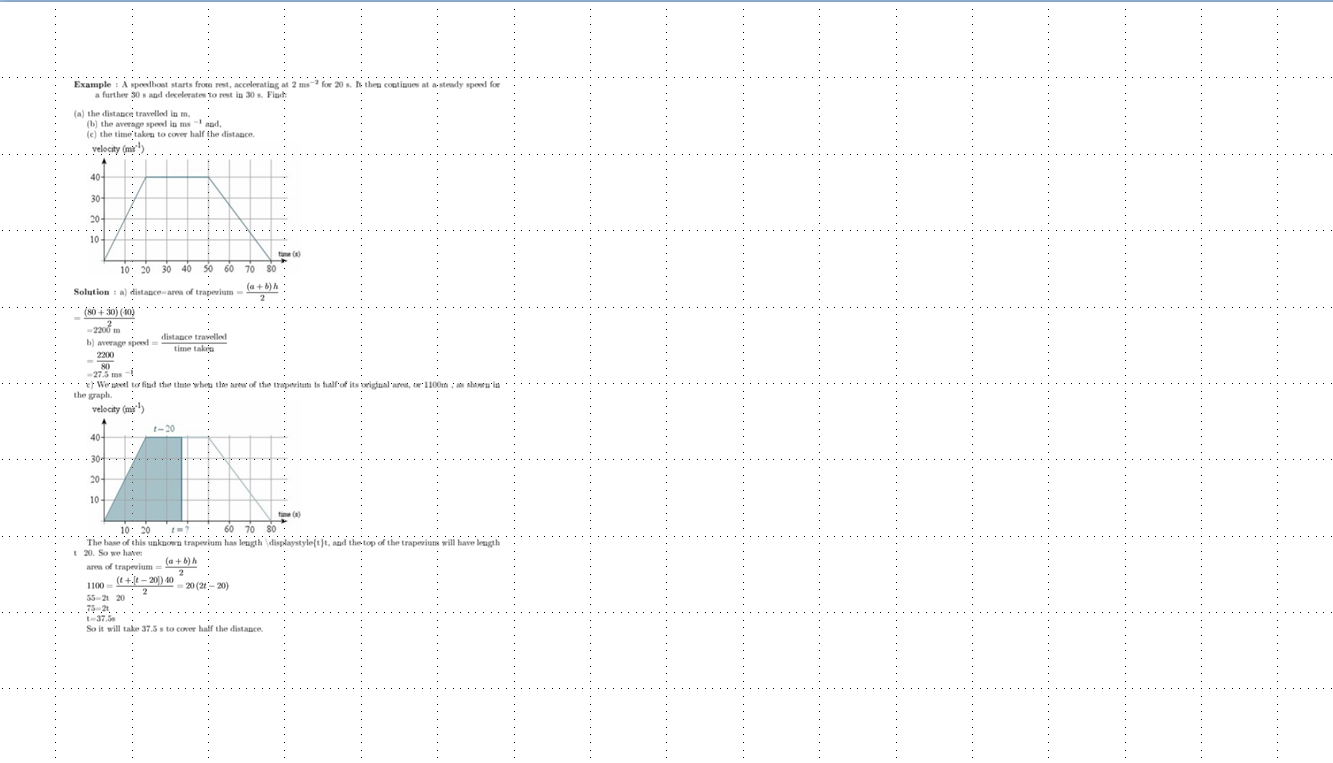 Example : A speedboat starts from rest, accelerating at 2 ms⁻² for 20 s. It then continues at a steady speed for
a further 30 s and decelerates to rest in 30 s. Find:
(a) the distance travelled in m,
(b) the average speed in ms ⁻¹ and,
(c) the time taken to cover half the distance.
velocity (ms⁻¹)
40
30
20
10
time (s)
10 20 30 40 50 60 70 80
Solution : a) distance=area of trapezium = (a + b) h / 2
= (80 + 30) (40) / 2
=2200 m
b) average speed = distance travelled / time taken
= 2200 / 80
=27.5 ms ⁻¹
c) We need to find the time when the area of the trapezium is half of its original area, or 1100m , as shown in
the graph.
velocity (ms⁻¹)
t−20
40
30
20
10
time (s)
10 20 t = ? 60 70 80
The base of this unknown trapezium has length \displaystyle{t}t, and the top of the trapezium will have length
t 20. So we have:
area of trapezium = (a + b) h / 2
1100 = (t + [t − 20]) 40 / 2 = 20 (2t − 20)
55=2t 20
75=2t
t=37.5s
So it will take 37.5 s to cover half the distance.